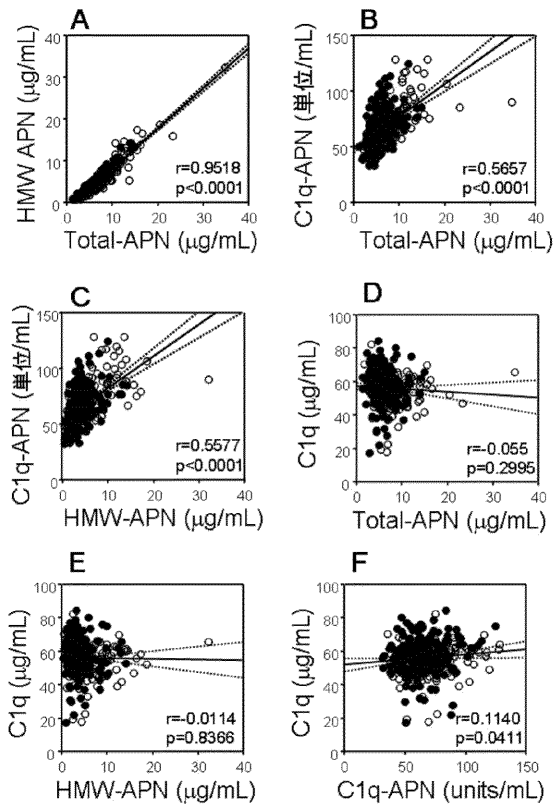 A
HMW APN (μg/mL)
40
30
20
10
0
0 10 20 30 40
r=0.9518
p<0.0001
Total-APN (μg/mL)
B
C1q-APN (単位/mL)
150
100
50
0
0 10 20 30 40
r=0.5657
p<0.0001
Total-APN (μg/mL)
C
C1q-APN (単位/mL)
150
100
50
0
0 10 20 30 40
r=0.5577
p<0.0001
HMW-APN (μg/mL)
D
C1q (μg/mL)
100
80
60
40
20
0
0 10 20 30 40
r=-0.055
p=0.2995
Total-APN (μg/mL)
E
C1q (μg/mL)
100
80
60
40
20
0
0 10 20 30 40
r=-0.0114
p=0.8366
HMW-APN (μg/mL)
F
C1q (μg/mL)
100
80
60
40
20
0
0 50 100 150
r=0.1140
p=0.0411
C1q-APN (units/mL)